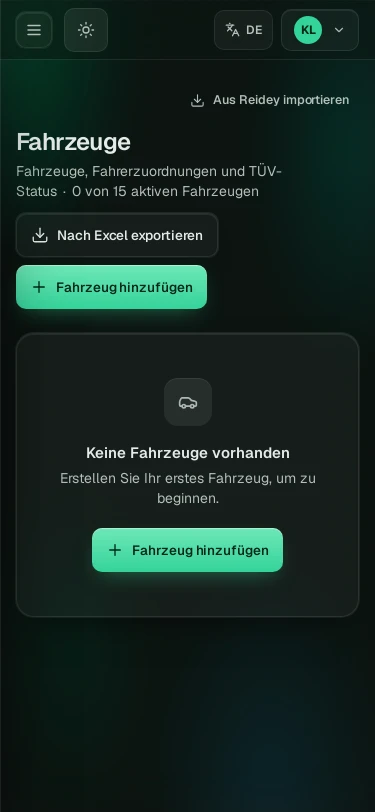 DE
KL
Aus Reidey importieren
Fahrzeuge
Fahrzeuge, Fahrerzuordnungen und TÜV-
Status · 0 von 15 aktiven Fahrzeugen
Nach Excel exportieren
Fahrzeug hinzufügen
Keine Fahrzeuge vorhanden
Erstellen Sie Ihr erstes Fahrzeug, um zu
beginnen.
Fahrzeug hinzufügen